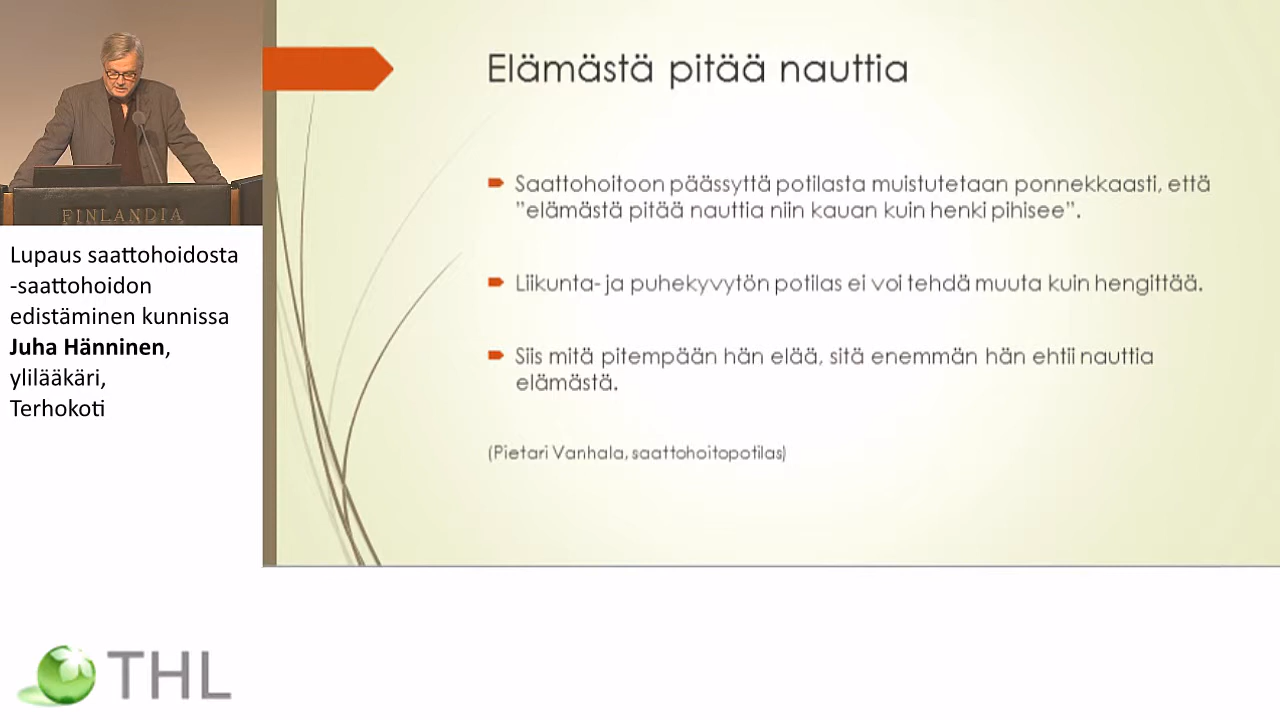 FINLANDIA
Lupaus saattohoidosta
-saattohoidon
edistäminen kunnissa
Juha Hänninen,
ylilääkäri,
Terhokoti
Elämästä pitää nauttia
Saattohoitoon päässyttä potilasta muistutetaan ponnekkaasti, että
”elämästä pitää nauttia niin kauan kuin henki pihisee”.
Liikunta- ja puhekyvytön potilas ei voi tehdä muuta kuin hengittää.
Siis mitä pitempään hän elää, sitä enemmän hän ehtii nauttia
elämästä.
(Pietari Vanhala, saattohoitopotilas)
THL